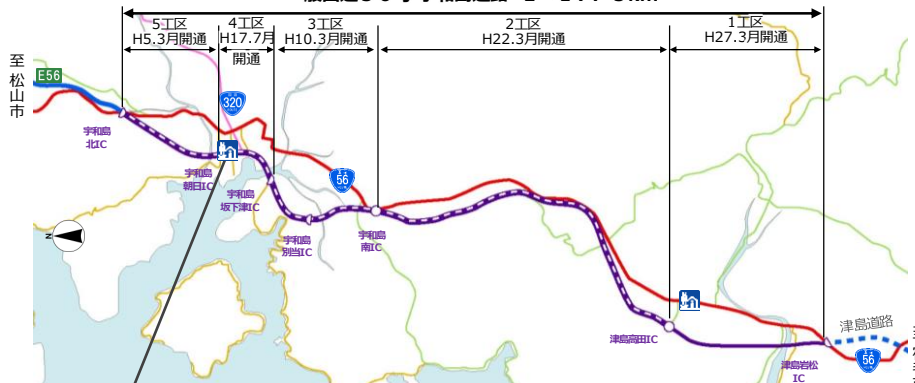 5工区
H5.3月開通
4工区
H17.7月
開通
3工区
H10.3月開通
2工区
H22.3月開通
1工区
H27.3月開通
至
松
山
市
E56
320
宇和島
北IC
宇和島
朝日IC
宇和島
坂下津IC
56
宇和島
別当IC
宇和島
南IC
N
津島高田IC
津島道路
津島岩松
IC
56